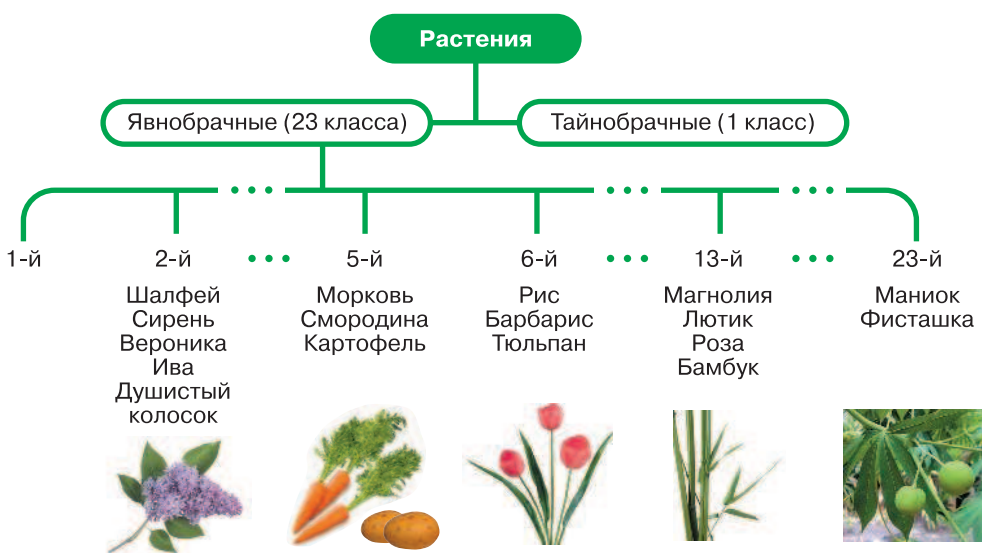 Растения
Явнобрачные (23 класса)
Тайнобрачные (1 класс)
1-й
2-й
5-й
6-й
13-й
23-й
Шалфей
Сирень
Вероника
Ива
Душистый
колосок
Морковь
Смородина
Картофель
Рис
Барбарис
Тюльпан
Магнолия
Лютик
Роза
Бамбук
Маниок
Фисташка